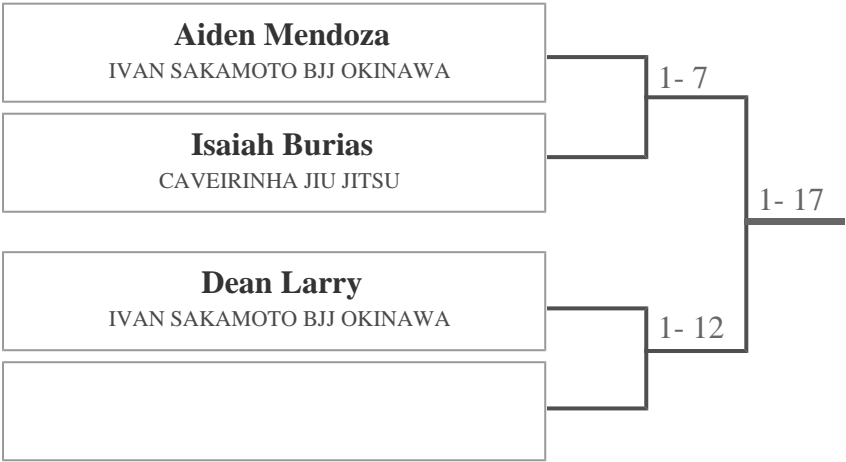 Aiden Mendoza
IVAN SAKAMOTO BJJ OKINAWA
1- 7
Isaiah Burias
CAVEIRINHA JIU JITSU
1- 17
Dean Larry
IVAN SAKAMOTO BJJ OKINAWA
1- 12